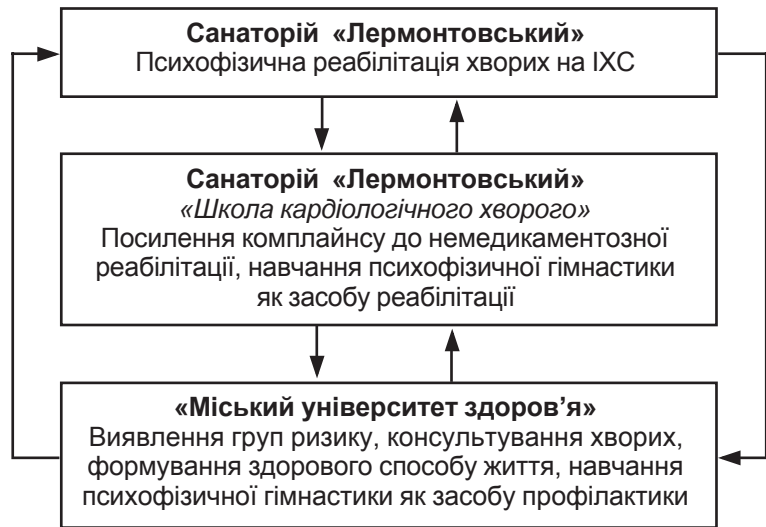 Санаторій «Лермонтовський»
Психофізична реабілітація хворих на ІХС
Санаторій «Лермонтовський»
«Школа кардіологічного хворого»
Посилення комплайнсу до немедикаментозної
реабілітації, навчання психофізичної гімнастики
як засобу реабілітації
«Міський університет здоров’я»
Виявлення груп ризику, консультування хворих,
формування здорового способу життя, навчання
психофізичної гімнастики як засобу профілактики